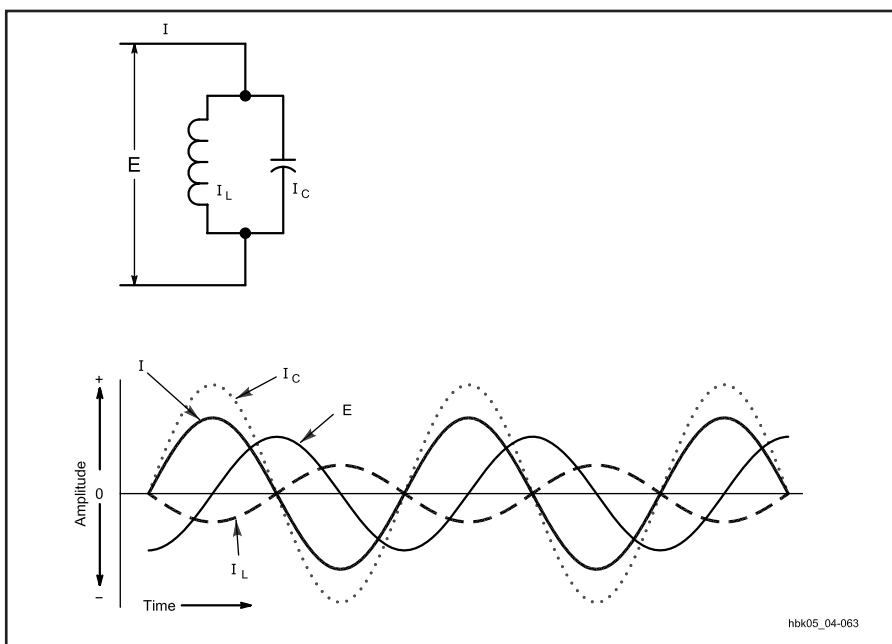 I
E
I L
I C
I
I C
E
+
Amplitude
0
I L
−
Time
hbk05_04-063